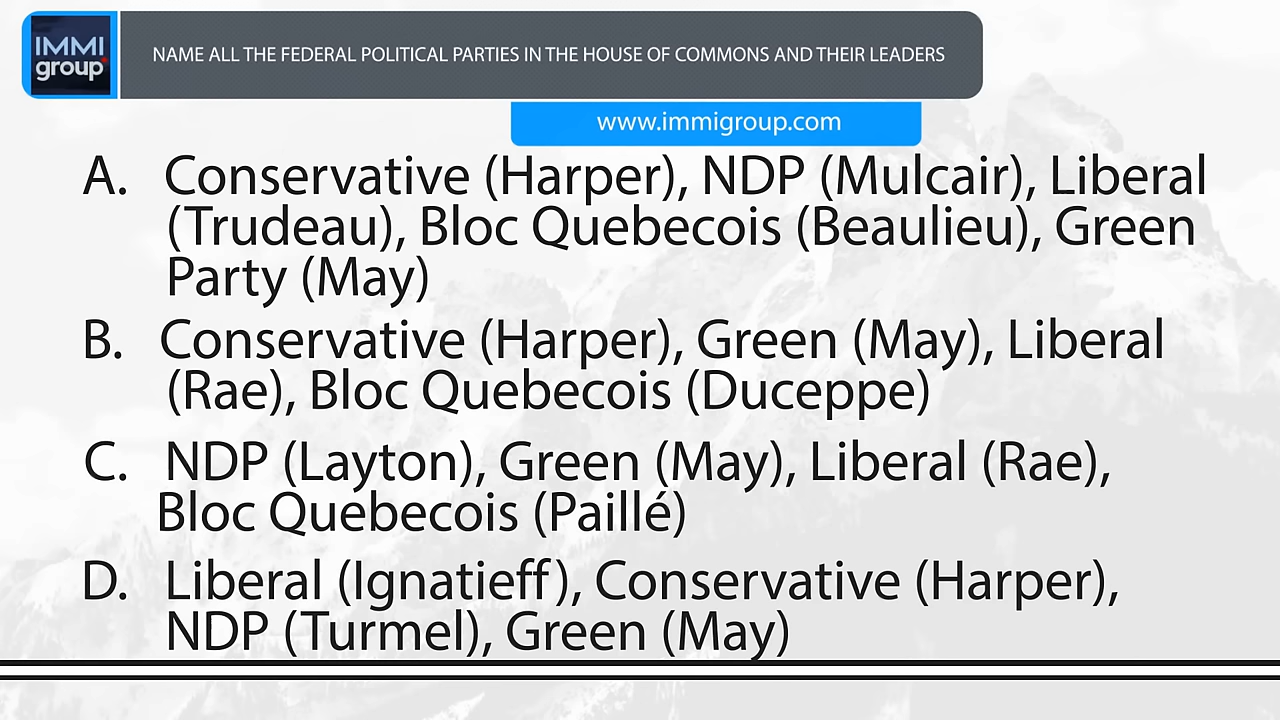 IMMI
group
NAME ALL THE FEDERAL POLITICAL PARTIES IN THE HOUSE OF COMMONS AND THEIR LEADERS
www.immigroup.com
A. Conservative (Harper), NDP (Mulcair), Liberal
(Trudeau), Bloc Quebecois (Beaulieu), Green
Party (May)
B. Conservative (Harper), Green (May), Liberal
(Rae), Bloc Quebecois (Duceppe)
C. NDP (Layton), Green (May), Liberal (Rae),
Bloc Quebecois (Paillé)
D. Liberal (Ignatieff), Conservative (Harper),
NDP (Turmel), Green (May)